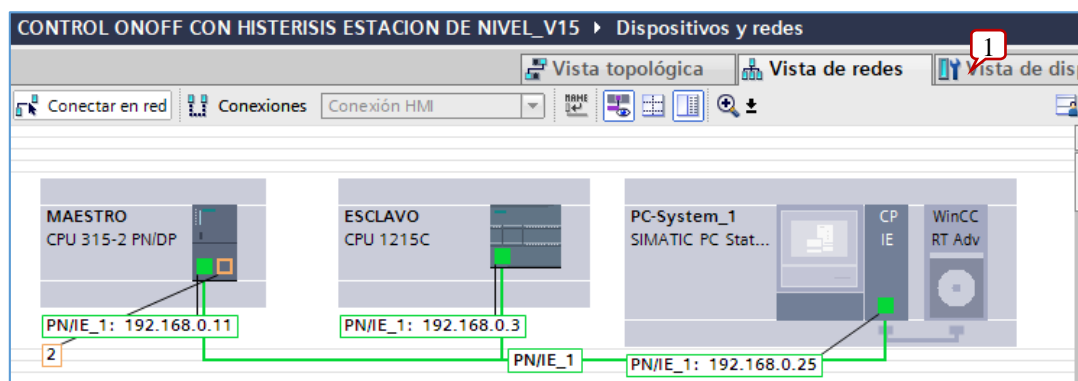 CONTROL ONOFF CON HISTERISIS ESTACION DE NIVEL_V15 ▸ Dispositivos y redes
1
Vista topológica Vista de redes Vista de dis
Conectar en red Conexiones Conexión HMI NAME
MAESTRO
CPU 315-2 PN/DP
ESCLAVO
CPU 1215C
PC-System_1
SIMATIC PC Stat...
CP
IE
WinCC
RT Adv
PN/IE_1: 192.168.0.11
PN/IE_1: 192.168.0.3
2
PN/IE_1
PN/IE_1: 192.168.0.25